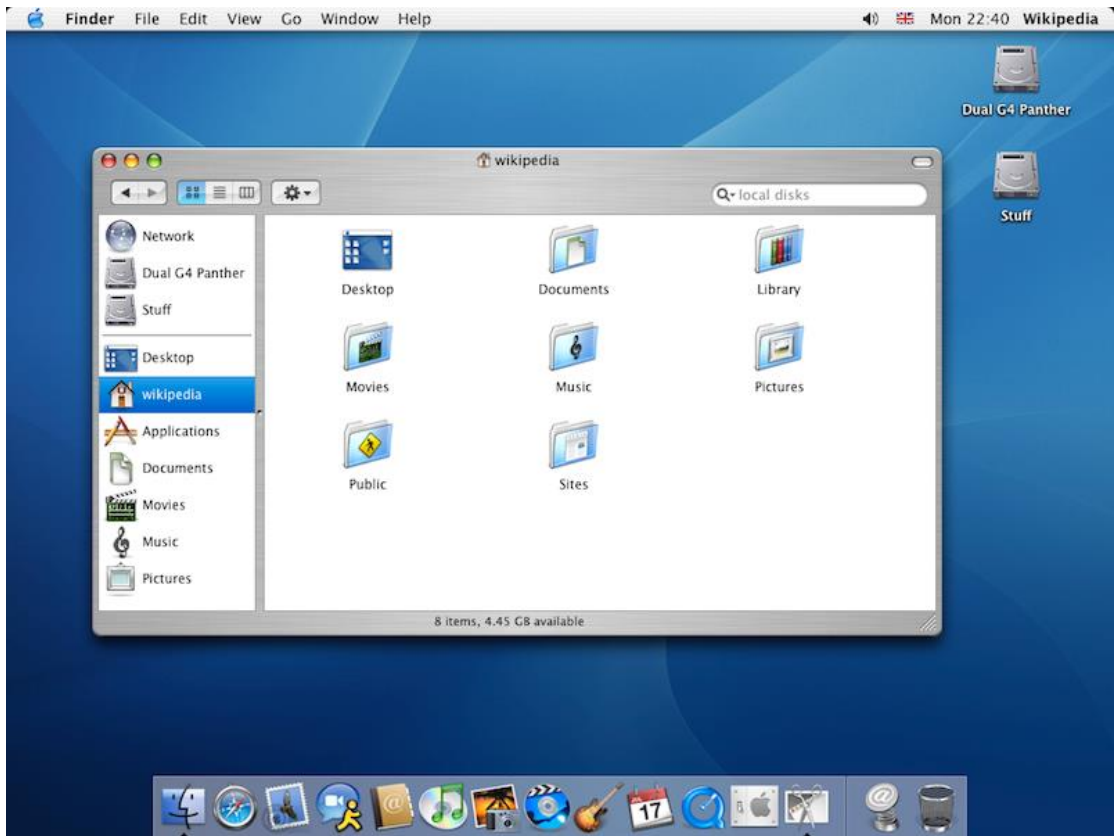 Finder File Edit View Go Window Help Mon 22:40 Wikipedia
Dual G4 Panther
Stuff
wikipedia
local disks
Network
Dual G4 Panther
Stuff
Desktop
wikipedia
Applications
Documents
Movies
Music
Pictures
Desktop Documents Library
Movies Music Pictures
Public Sites
8 items, 4.45 GB available
17